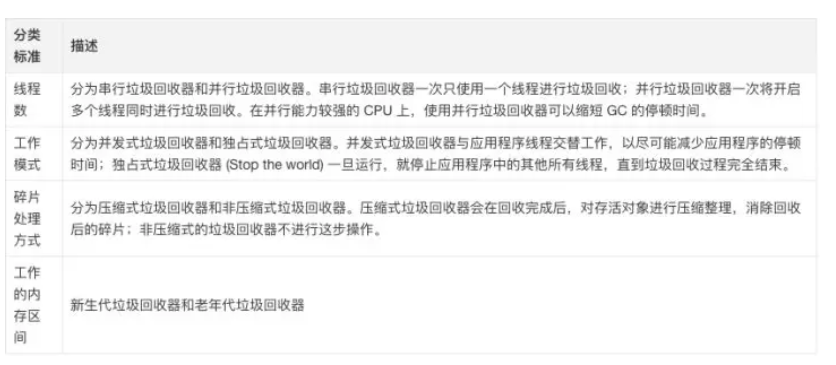 分类
标准
描述
线程
数
分为串行垃圾回收器和并行垃圾回收器。串行垃圾回收器一次只使用一个线程进行垃圾回收；并行垃圾回收器一次将开启
多个线程同时进行垃圾回收。在并行能力较强的 CPU 上，使用并行垃圾回收器可以缩短 GC 的停顿时间。
工作
模式
分为并发式垃圾回收器和独占式垃圾回收器。并发式垃圾回收器与应用程序线程交替工作，以尽可能减少应用程序的停顿
时间；独占式垃圾回收器 (Stop the world) 一旦运行，就停止应用程序中的其他所有线程，直到垃圾回收过程完全结束。
碎片
处理
方式
分为压缩式垃圾回收器和非压缩式垃圾回收器。压缩式垃圾回收器会在回收完成后，对存活对象进行压缩整理，消除回收
后的碎片；非压缩式的垃圾回收器不进行这步操作。
工作
的内
存区
间
新生代垃圾回收器和老年代垃圾回收器